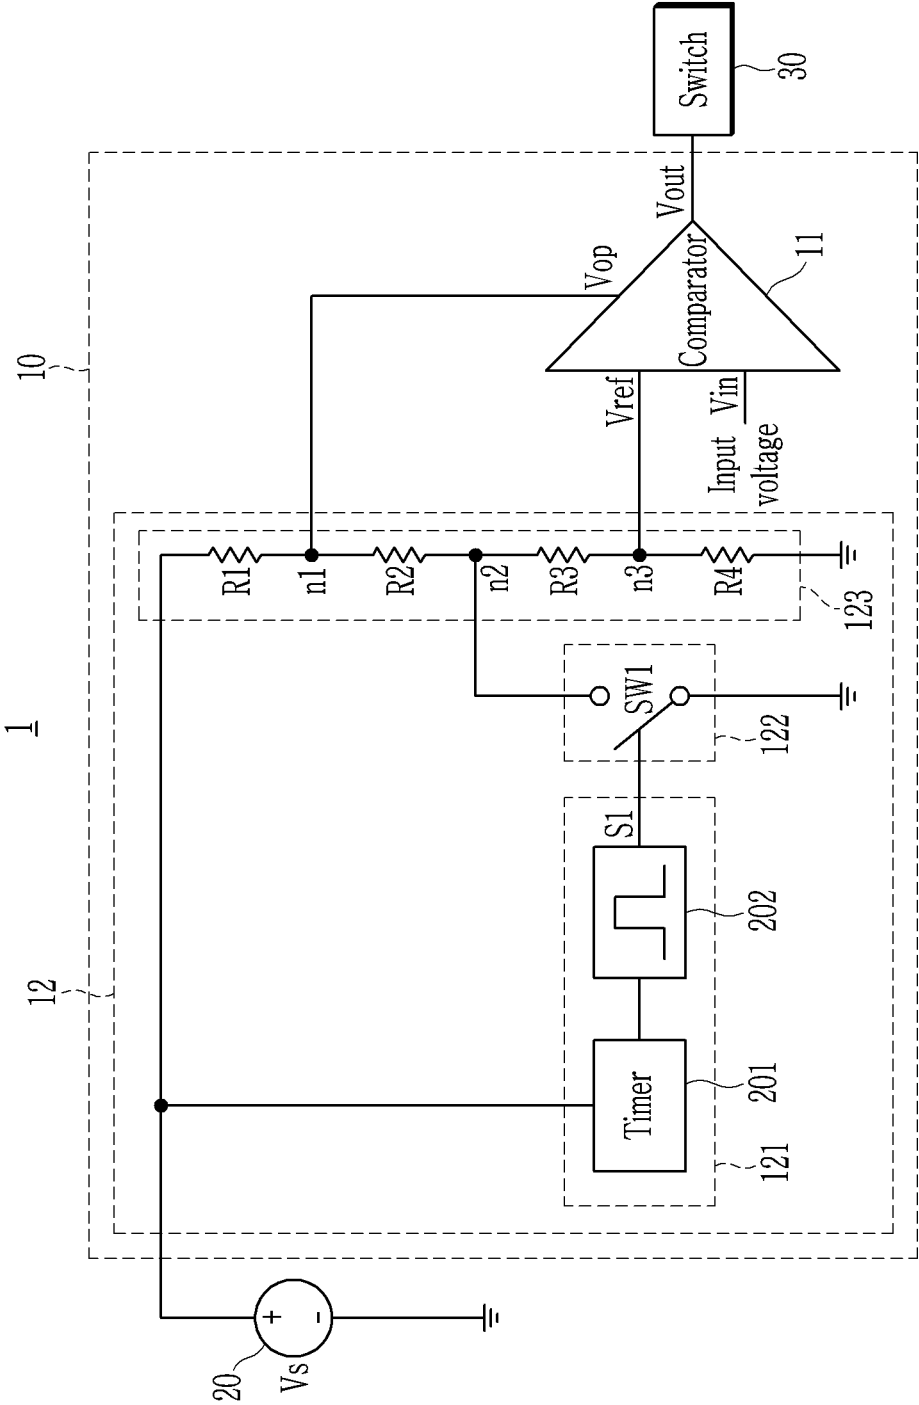 1
10
12
20
Vs
+
-
Timer
201
121
202
S1
SW1
122
R1
n1
R2
n2
R3
n3
R4
123
Vref
Input
voltage
Vin
Vop
Comparator
11
Vout
Switch
30